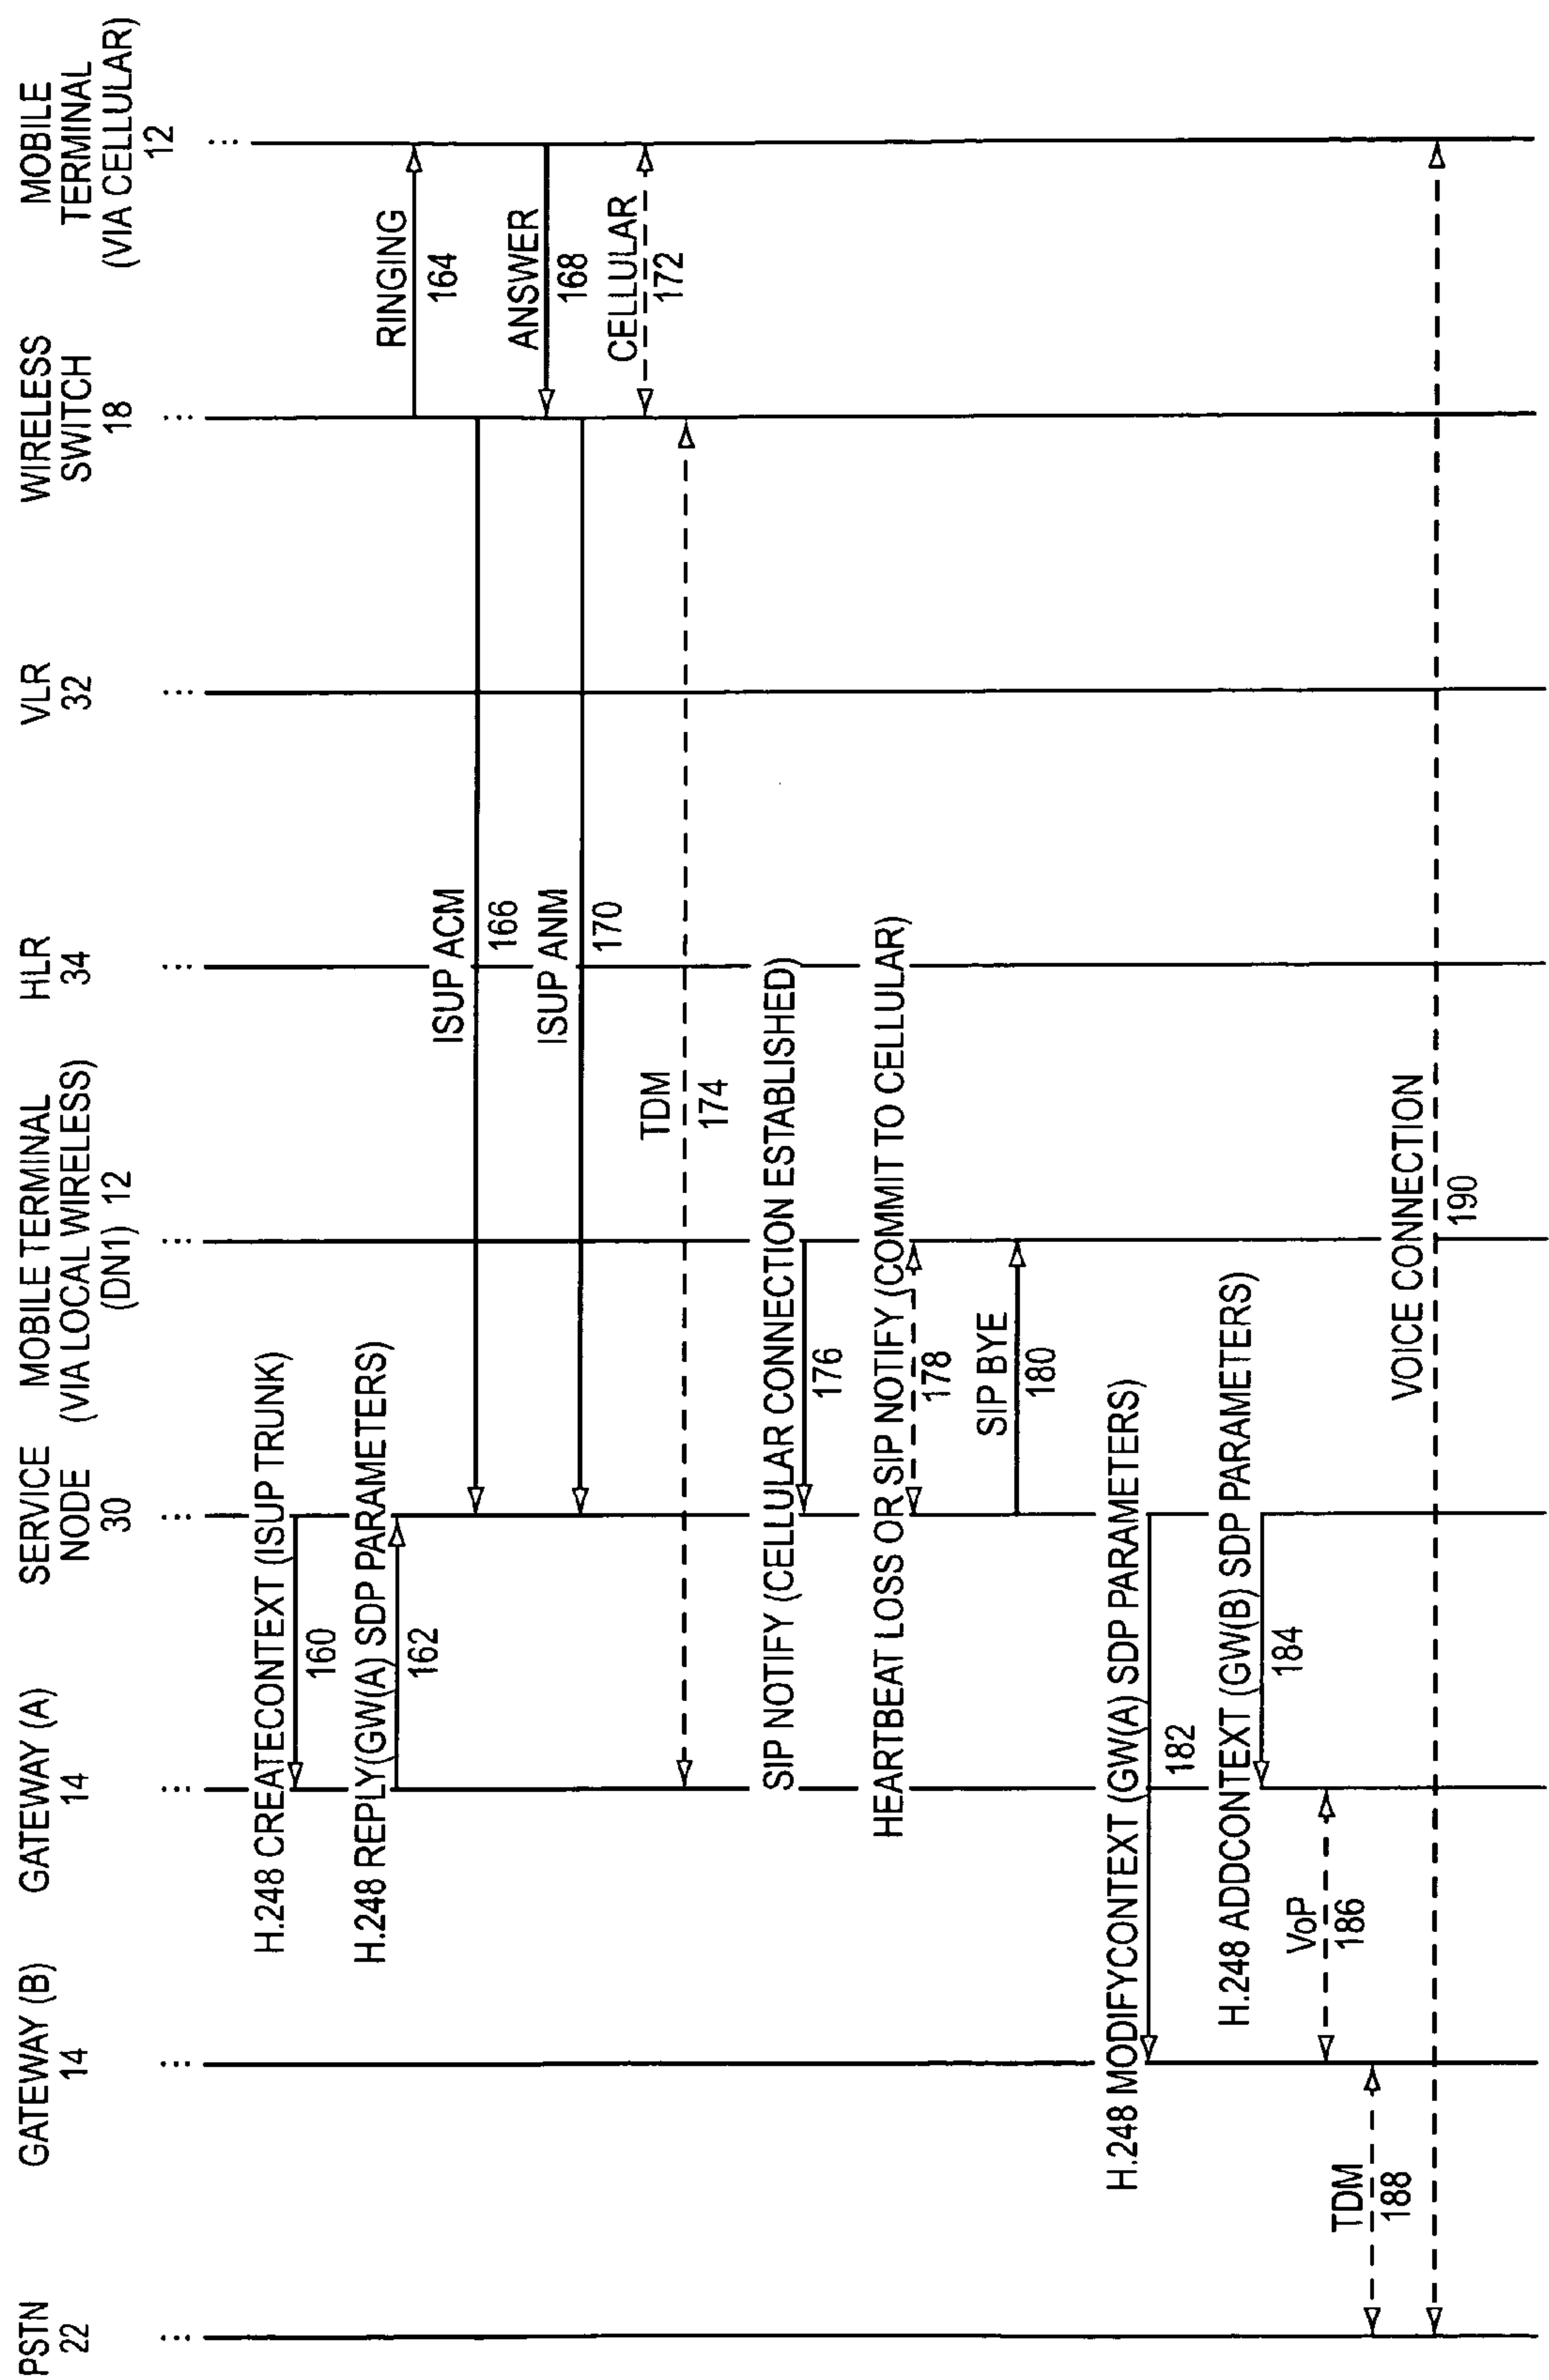 PSTN
22
GATEWAY (B)
14
GATEWAY (A)
14
SERVICE
NODE
30
MOBILE TERMINAL
(VIA LOCAL WIRELESS)
(DN1) 12
HLR
34
VLR
32
WIRELESS
SWITCH
18
MOBILE
TERMINAL
(VIA CELLULAR)
12
H.248 CREATECONTEXT (ISUP TRUNK)
160
H.248 REPLY(GW(A) SDP PARAMETERS)
162
RINGING
164
ISUP ACM
166
ANSWER
168
ISUP ANM
170
CELLULAR
172
TDM
174
SIP NOTIFY (CELLULAR CONNECTION ESTABLISHED)
176
HEARTBEAT LOSS OR SIP NOTIFY (COMMIT TO CELLULAR)
178
SIP BYE
180
H.248 MODIFYCONTEXT (GW(A) SDP PARAMETERS)
182
H.248 ADDCONTEXT (GW(B) SDP PARAMETERS)
184
VoP
186
TDM
188
VOICE CONNECTION
190